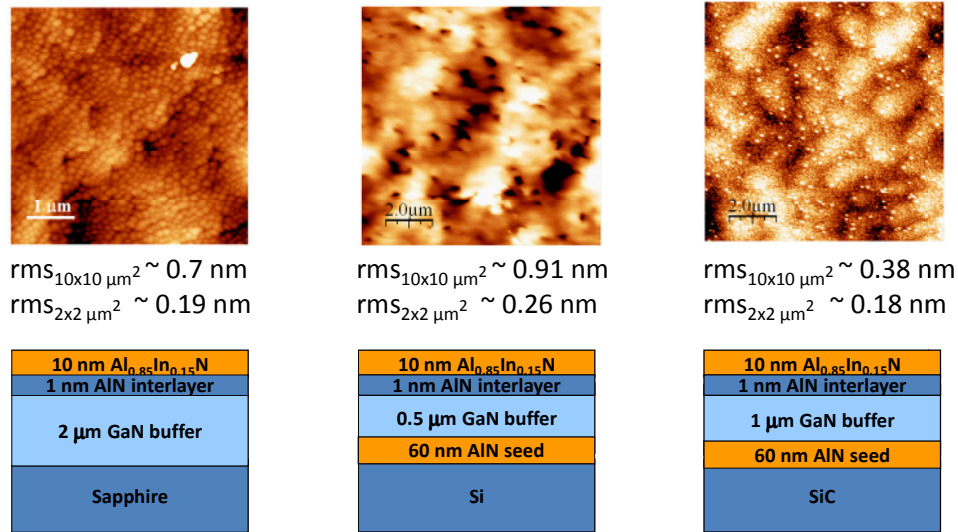 1 μm
2.0μm
2.0μm
rms10x10 μm2 ~ 0.7 nm
rms2x2 μm2 ~ 0.19 nm
rms10x10 μm2 ~ 0.91 nm
rms2x2 μm2 ~ 0.26 nm
rms10x10 μm2 ~ 0.38 nm
rms2x2 μm2 ~ 0.18 nm
10 nm Al0.85In0.15N
1 nm AlN interlayer
2 μm GaN buffer
Sapphire
10 nm Al0.85In0.15N
1 nm AlN interlayer
0.5 μm GaN buffer
60 nm AlN seed
Si
10 nm Al0.85In0.15N
1 nm AlN interlayer
1 μm GaN buffer
60 nm AlN seed
SiC